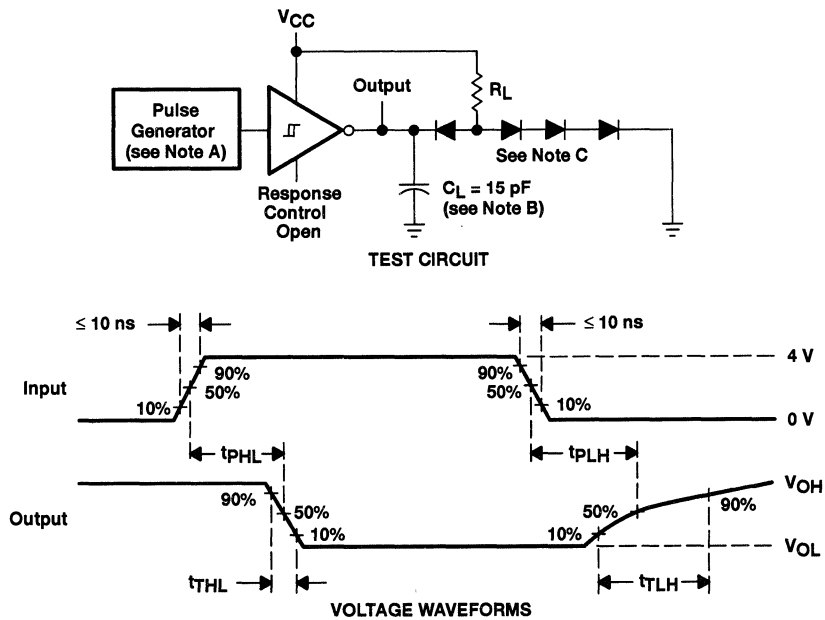 VCC
Output
RL
Pulse
Generator
(see Note A)
See Note C
Response
Control
Open
CL = 15 pF
(see Note B)
TEST CIRCUIT
≤ 10 ns
≤ 10 ns
4 V
Input
90%
50%
10%
90%
50%
10%
0 V
tPHL
tPLH
VOH
Output
90%
50%
10%
50%
10%
90%
VOL
tTHL
tTLH
VOLTAGE WAVEFORMS